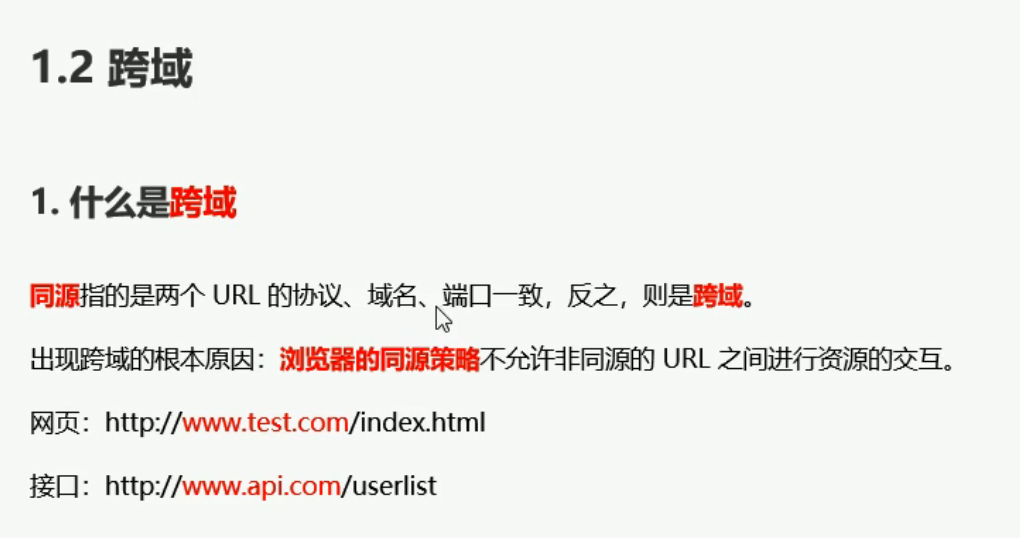 1.2 跨域
1. 什么是跨域
同源指的是两个 URL 的协议、域名、端口一致，反之，则是跨域。
出现跨域的根本原因：浏览器的同源策略不允许非同源的 URL 之间进行资源的交互。
网页：http://www.test.com/index.html
接口：http://www.api.com/userlist